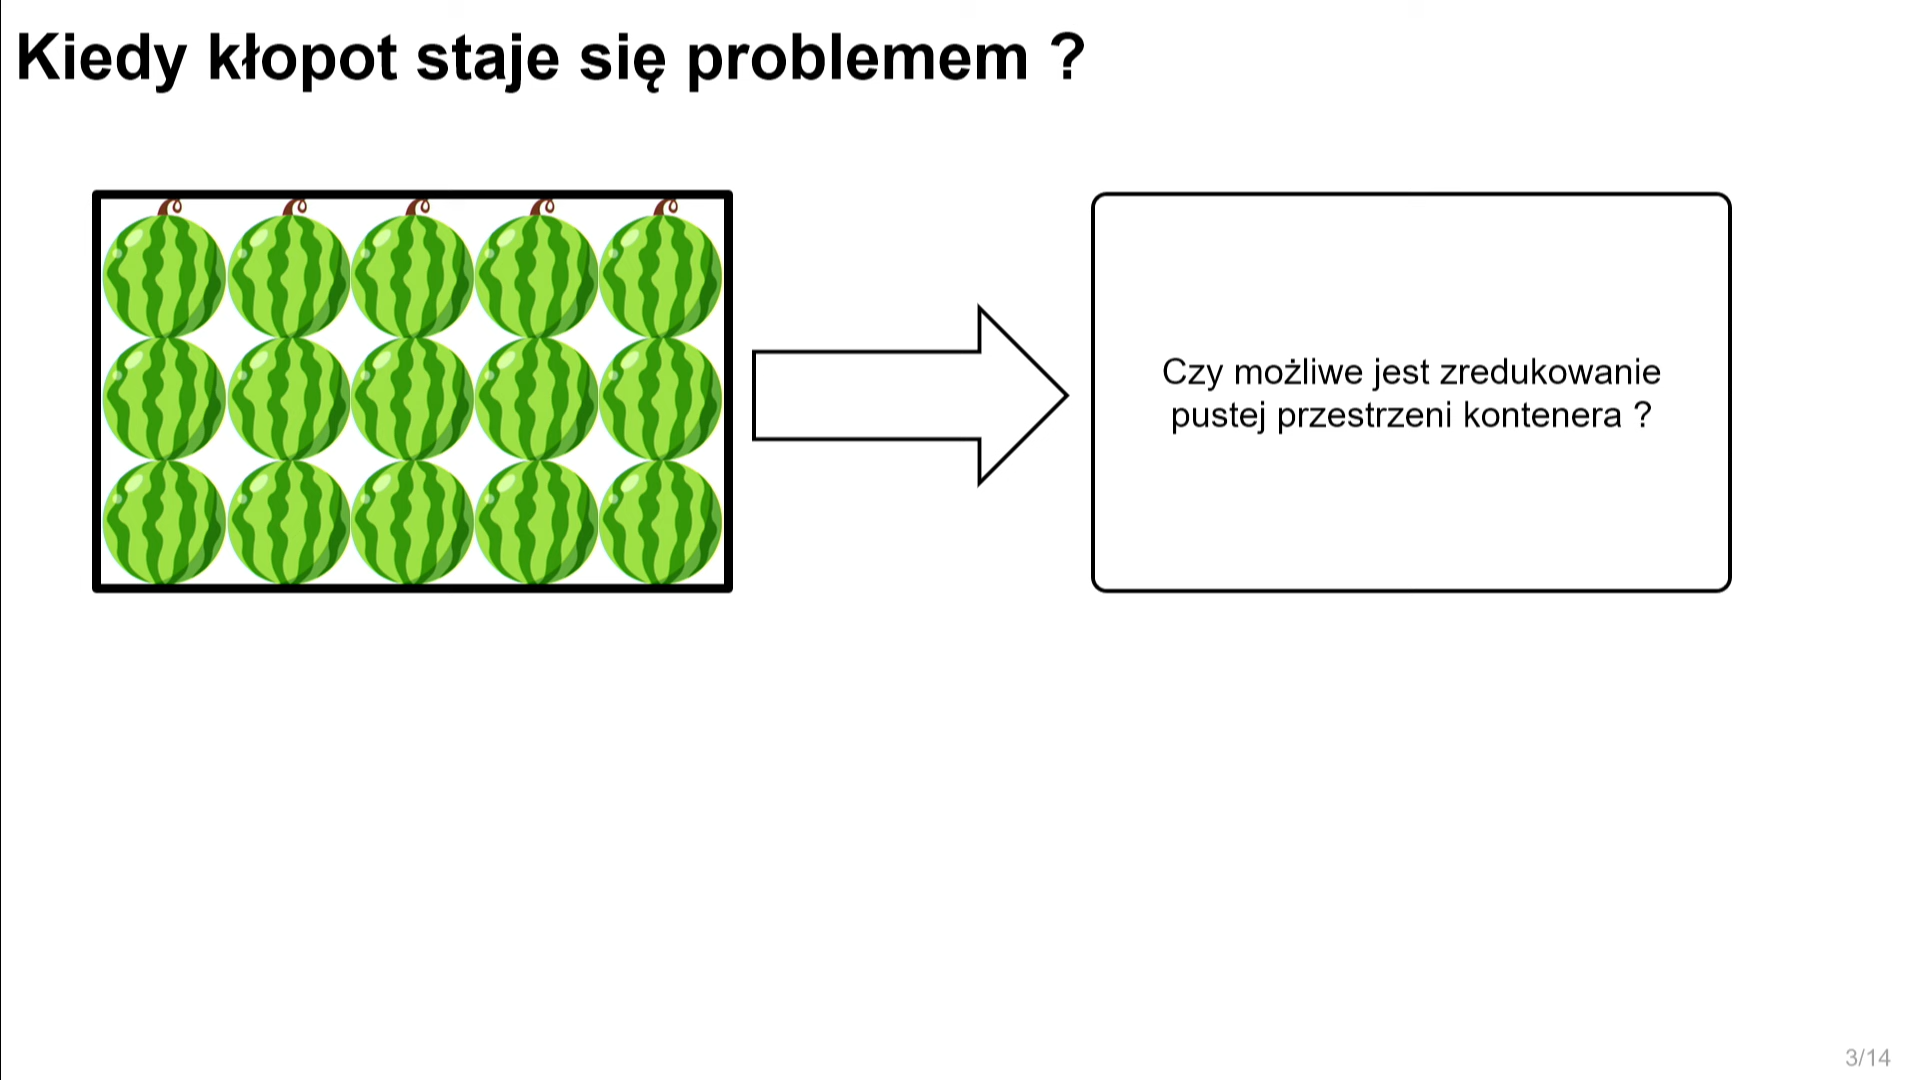 Kiedy kłopot staje się problemem ?
Czy możliwe jest zredukowanie
pustej przestrzeni kontenera ?
3/14